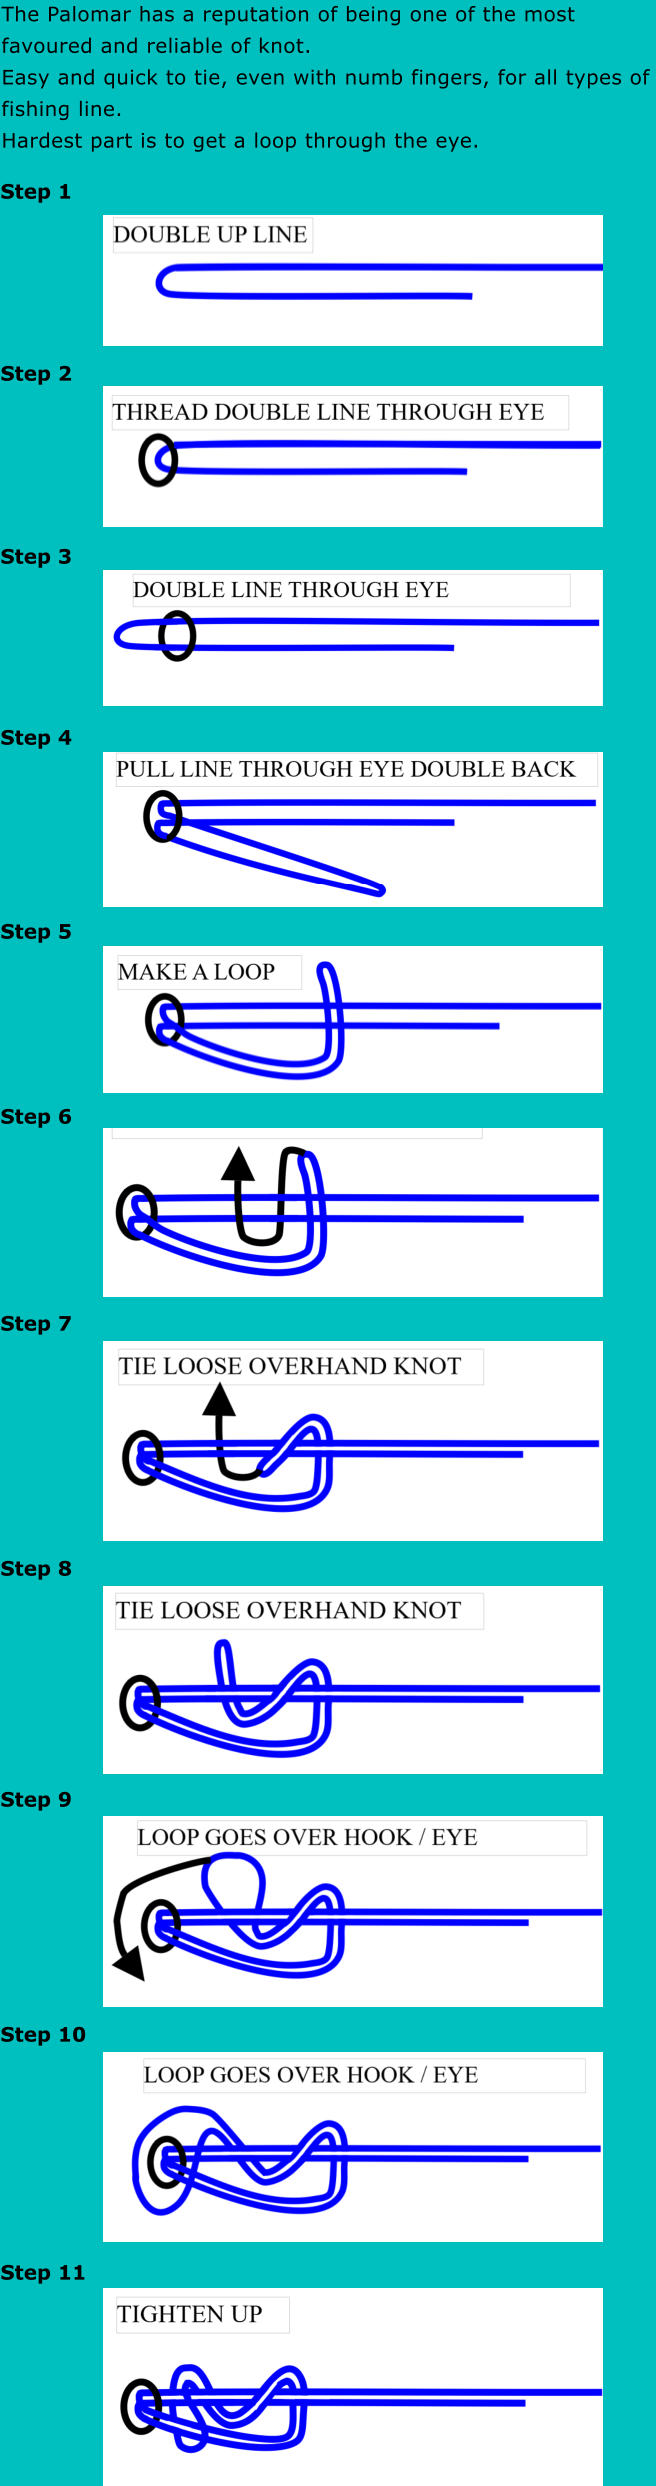 The Palomar has a reputation of being one of the most
favoured and reliable of knot.
Easy and quick to tie, even with numb fingers, for all types of
fishing line.
Hardest part is to get a loop through the eye.
Step 1
DOUBLE UP LINE
Step 2
THREAD DOUBLE LINE THROUGH EYE
Step 3
DOUBLE LINE THROUGH EYE
Step 4
PULL LINE THROUGH EYE DOUBLE BACK
Step 5
MAKE A LOOP
Step 6
Step 7
TIE LOOSE OVERHAND KNOT
Step 8
TIE LOOSE OVERHAND KNOT
Step 9
LOOP GOES OVER HOOK / EYE
Step 10
LOOP GOES OVER HOOK / EYE
Step 11
TIGHTEN UP